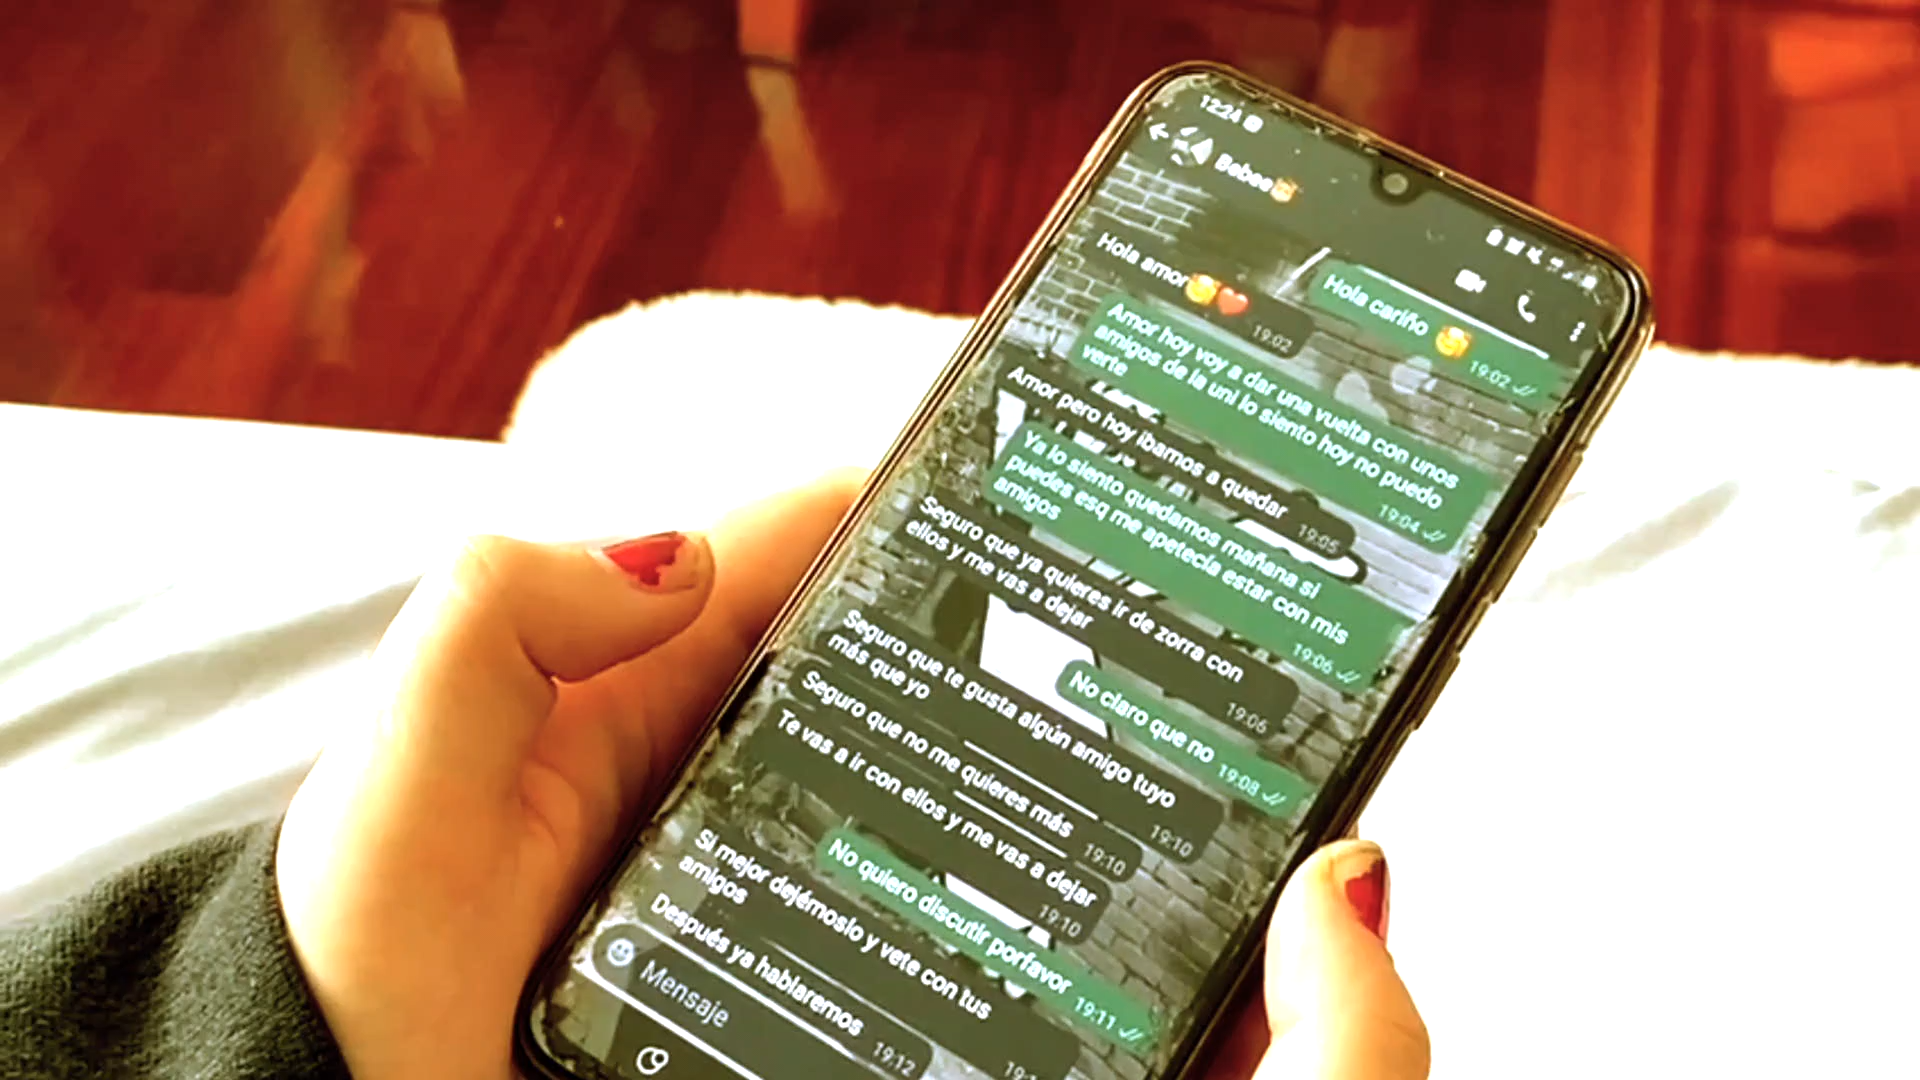 12:24
Bebee
Hola cariño
19:02
Hola amor
19:02
Amor hoy voy a dar una vuelta con unos
amigos de la uni lo siento hoy no puedo
verte
19:04
Amor pero hoy ibamos a quedar
19:05
Ya lo siento quedamos mañana si
puedes esq me apetecía estar con mis
amigos
19:06
Seguro que ya quieres ir de zorra con
ellos y me vas a dejar
19:06
No claro que no
19:08
Seguro que te gusta algún amigo tuyo
más que yo
19:10
Seguro que no me quieres más
19:10
Te vas a ir con ellos y me vas a dejar
19:10
No quiero discutir porfavor
19:11
Si mejor dejémoslo y vete con tus
amigos
Después ya hablaremos
19:12
Mensaje